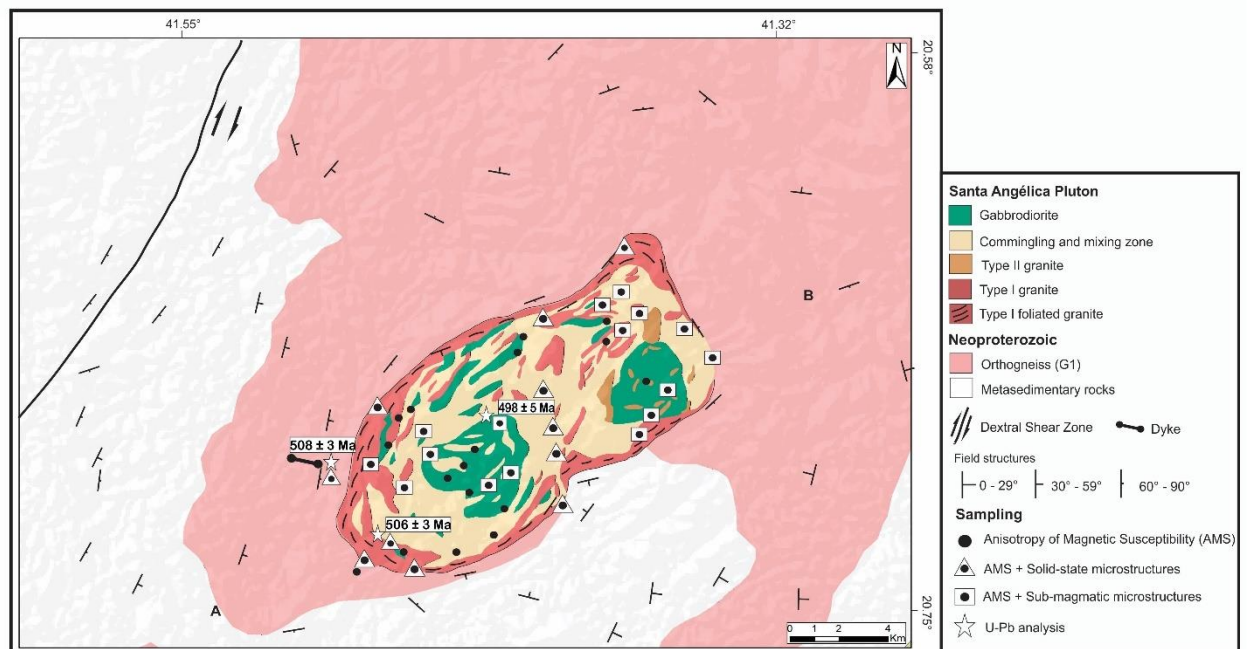 41.55°
41.32°
20.58°
N
B
498 ± 5 Ma
508 ± 3 Ma
506 ± 3 Ma
A
20.75°
0 1 2 4
Km
Santa Angélica Pluton
Gabbrodiorite
Commingling and mixing zone
Type II granite
Type I granite
Type I foliated granite
Neoproterozoic
Orthogneiss (G1)
Metasedimentary rocks
Dextral Shear Zone
Dyke
Field structures
0 - 29°
30° - 59°
60° - 90°
Sampling
Anisotropy of Magnetic Susceptibility (AMS)
AMS + Solid-state microstructures
AMS + Sub-magmatic microstructures
U-Pb analysis